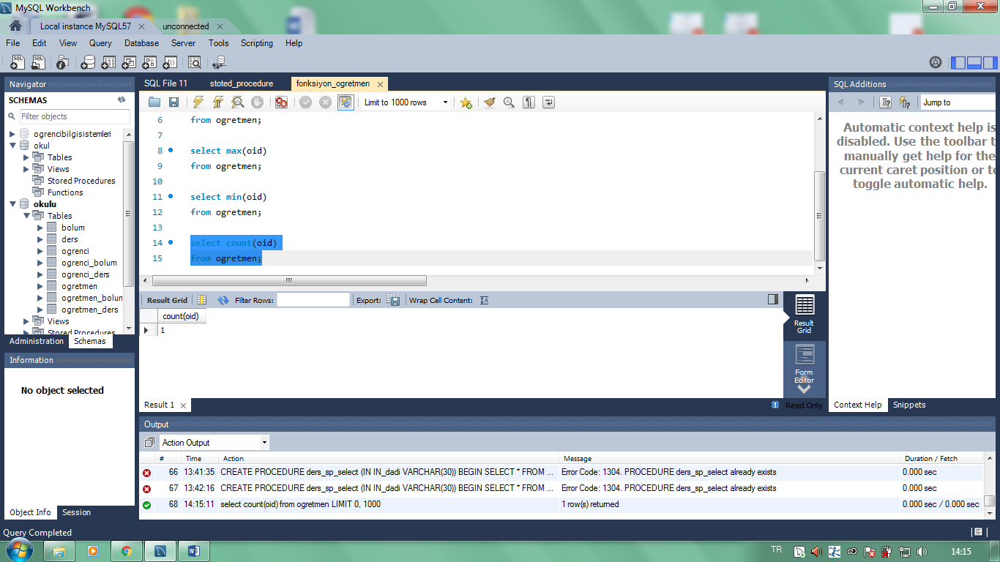 MySQL Workbench
Local instance MySQL57
unconnected
File Edit View Query Database Server Tools Scripting Help
Navigator
SCHEMAS
Filter objects
ogrencibilgisistemleri
okul
Tables
Views
Stored Procedures
Functions
okulu
Tables
bolum
ders
ogrenci
ogrenci_bolum
ogrenci_ders
ogretmen
ogretmen_bolun
ogretmen_ders
Views
Stored Procedures
Administration Schemas
Information
No object selected
Object Info Session
SQL File 11 stoted_procedure fonksiyon_ogretmen
Limit to 1000 rows
6 from ogretmen;
7
8 select max(oid)
9 from ogretmen;
10
11 select min(oid)
12 from ogretmen;
13
14 select count(oid)
15 from ogretmen;
Result Grid Filter Rows: Export: Wrap Cell Content:
count(oid)
1
Result Grid
Form Editor
Result 1
Read Only
SQL Additions
Jump to
Automatic context help is
disabled. Use the toolbar t
manually get help for the
current caret position or to
toggle automatic help.
Context Help Snippets
Output
Action Output
# Time Action Message Duration / Fetch
66 13:41:35 CREATE PROCEDURE ders_sp_select (IN IN_dadi VARCHAR(30)) BEGIN SELECT * FROM ... Error Code: 1304. PROCEDURE ders_sp_select already exists 0.000 sec
67 13:42:16 CREATE PROCEDURE ders_sp_select (IN IN_dadi VARCHAR(30)) BEGIN SELECT * FROM ... Error Code: 1304. PROCEDURE ders_sp_select already exists 0.000 sec
68 14:15:11 select count(oid) from ogretmen LIMIT 0, 1000 1 row(s) returned 0.000 sec / 0.000 sec
Query Completed
TR
14:15